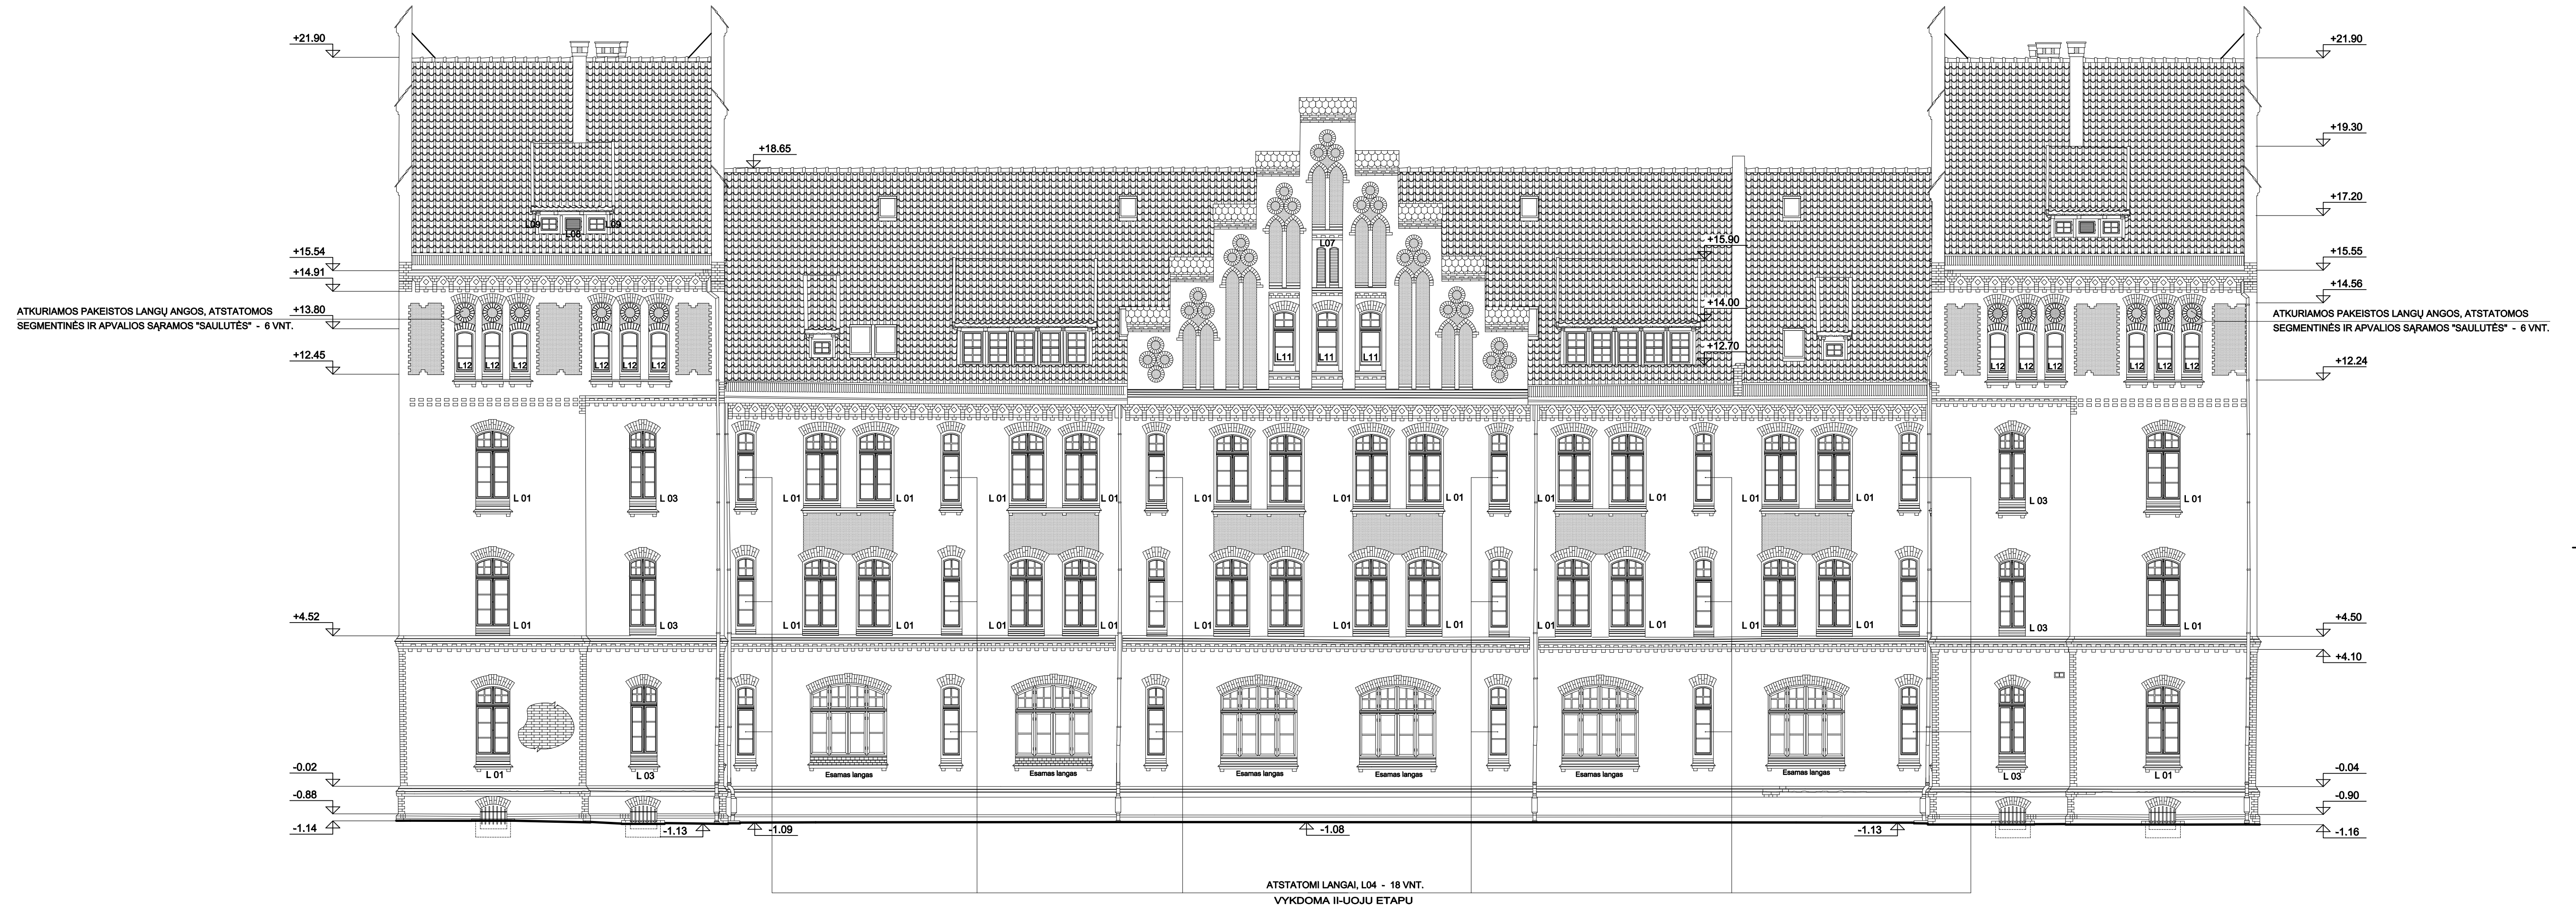 +21.90
+21.90
+19.30
+18.65
+17.20
L09 L08 L09
L07
+15.90
+15.54
+15.55
+14.91
+14.56
+14.00
ATKURIAMOS PAKEISTOS LANGŲ ANGOS, ATSTATOMOS
SEGMENTINĖS IR APVALIOS SĄRAMOS "SAULUTĖS" - 6 VNT.
+13.80
ATKURIAMOS PAKEISTOS LANGŲ ANGOS, ATSTATOMOS
SEGMENTINĖS IR APVALIOS SĄRAMOS "SAULUTĖS" - 6 VNT.
+12.70
+12.45
+12.24
L12 L12 L12 L12 L12 L12 L11 L11 L11 L12 L12 L12 L12 L12 L12
L 01 L 03 L 01 L 01 L 01 L 01 L 01 L 01 L 01 L 01 L 01 L 01 L 01 L 01 L 03 L 01
L 01 L 03 L 01 L 01 L 01 L 01 L 01 L 01 L 01 L 01 L 01 L 01 L 01 L 01 L 03 L 01
+4.52
+4.50
+4.10
L 01 L 03 Esamas langas Esamas langas Esamas langas Esamas langas Esamas langas Esamas langas L 03 L 01
-0.02
-0.04
-0.88
-0.90
-1.14
-1.13
-1.09
-1.08
-1.13
-1.16
ATSTATOMI LANGAI, L04 - 18 VNT.
VYKDOMA II-UOJU ETAPU